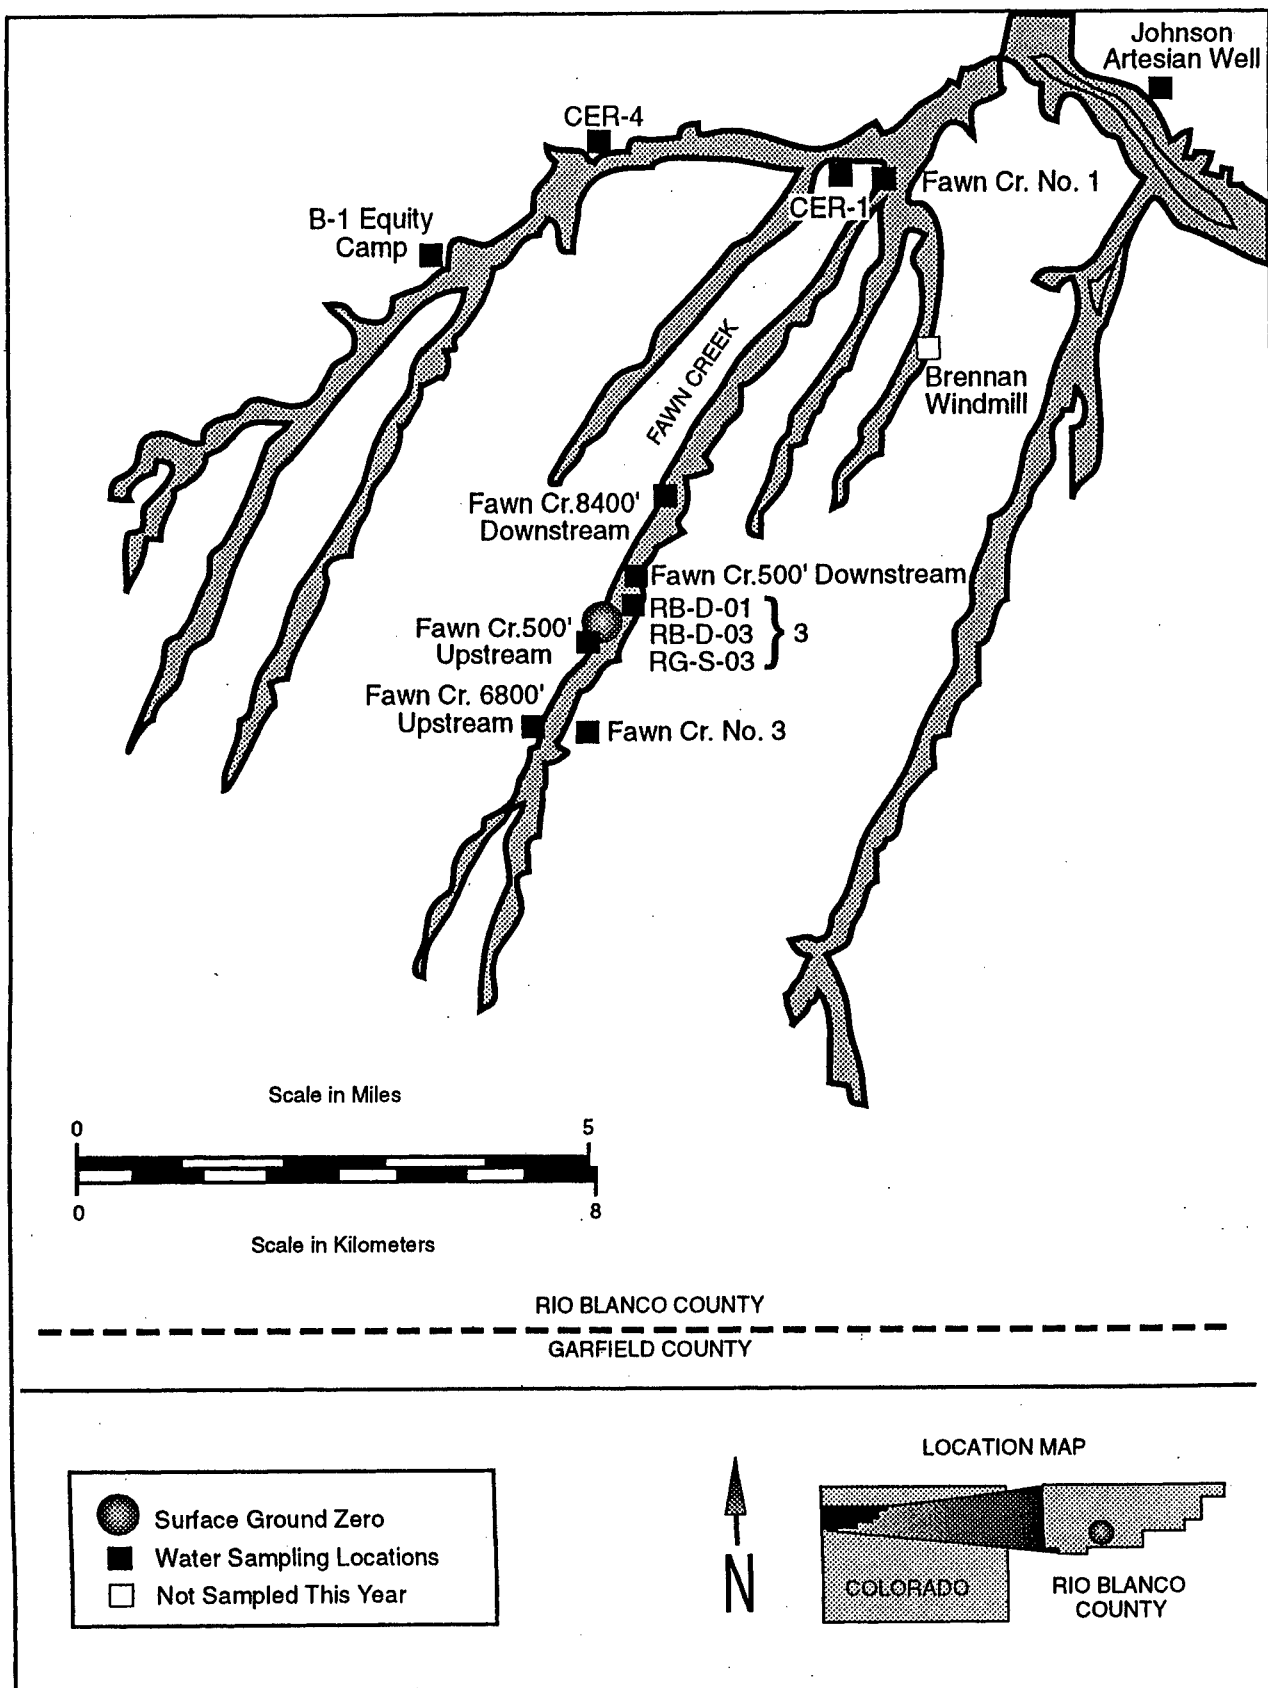 Johnson
Artesian Well
CER-4
Fawn Cr. No. 1
CER-1
B-1 Equity
Camp
FAWN CREEK
Brennan
Windmill
Fawn Cr.8400'
Downstream
Fawn Cr.500' Downstream
RB-D-01
RB-D-03 } 3
RG-S-03
Fawn Cr.500'
Upstream
Fawn Cr. 6800'
Upstream
Fawn Cr. No. 3
Scale in Miles
0 5
0 8
Scale in Kilometers
RIO BLANCO COUNTY
GARFIELD COUNTY
LOCATION MAP
Surface Ground Zero
Water Sampling Locations
Not Sampled This Year
N
COLORADO
RIO BLANCO
COUNTY